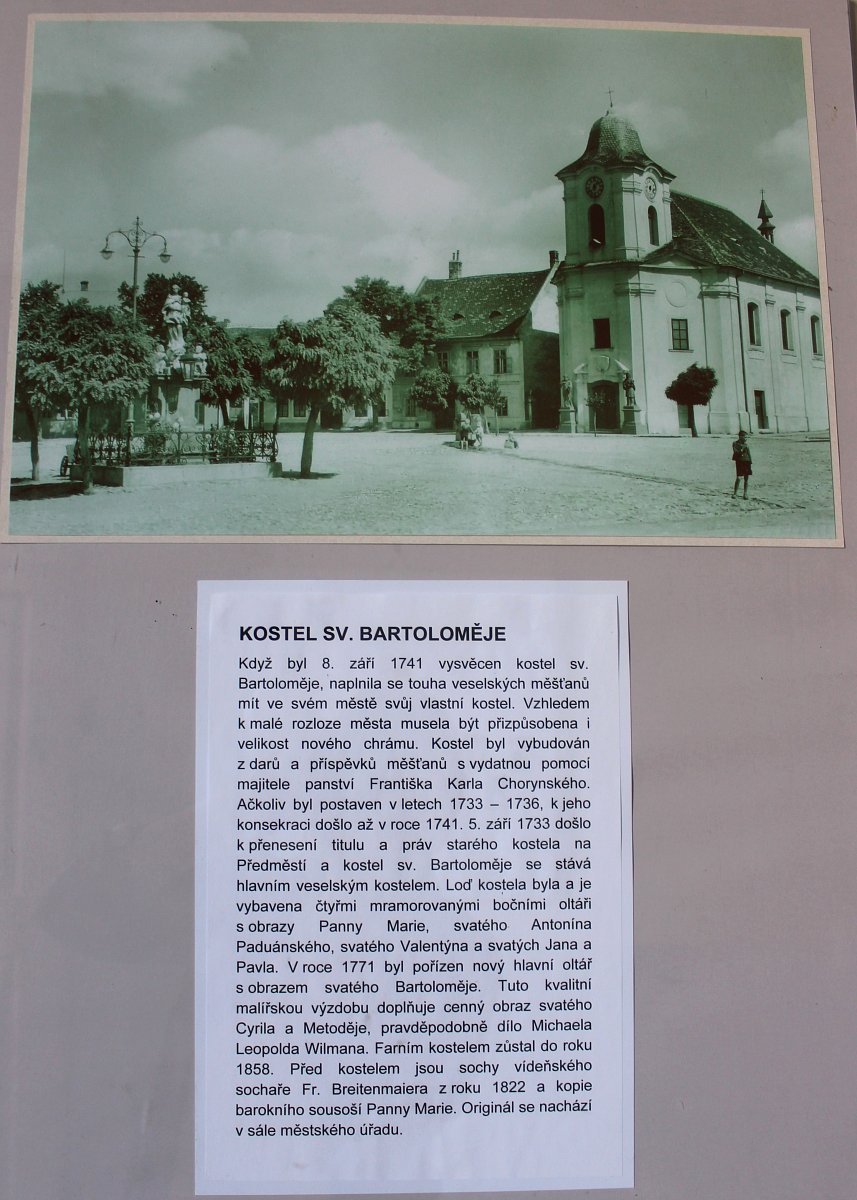 KOSTEL SV. BARTOLOMĚJE
Když byl 8. září 1741 vysvěcen kostel sv.
Bartoloměje, naplnila se touha veselských měšťanů
mít ve svém městě svůj vlastní kostel. Vzhledem
k malé rozloze města musela být přizpůsobena i
velikost nového chrámu. Kostel byl vybudován
z darů a příspěvků měšťanů s vydatnou pomocí
majitele panství Františka Karla Chorynského.
Ačkoliv byl postaven v letech 1733 – 1736, k jeho
konsekraci došlo až v roce 1741. 5. září 1733 došlo
k přenesení titulu a práv starého kostela na
Předměstí a kostel sv. Bartoloměje se stává
hlavním veselským kostelem. Loď kostela byla a je
vybavena čtyřmi mramorovanými bočními oltáři
s obrazy Panny Marie, svatého Antonína
Paduánského, svatého Valentýna a svatých Jana a
Pavla. V roce 1771 byl pořízen nový hlavní oltář
s obrazem svatého Bartoloměje. Tuto kvalitní
malířskou výzdobu doplňuje cenný obraz svatého
Cyrila a Metoděje, pravděpodobně dílo Michaela
Leopolda Wilmana. Farním kostelem zůstal do roku
1858. Před kostelem jsou sochy vídeňského
sochaře Fr. Breitenmaiera z roku 1822 a kopie
barokního sousoší Panny Marie. Originál se nachází
v sále městského úřadu.